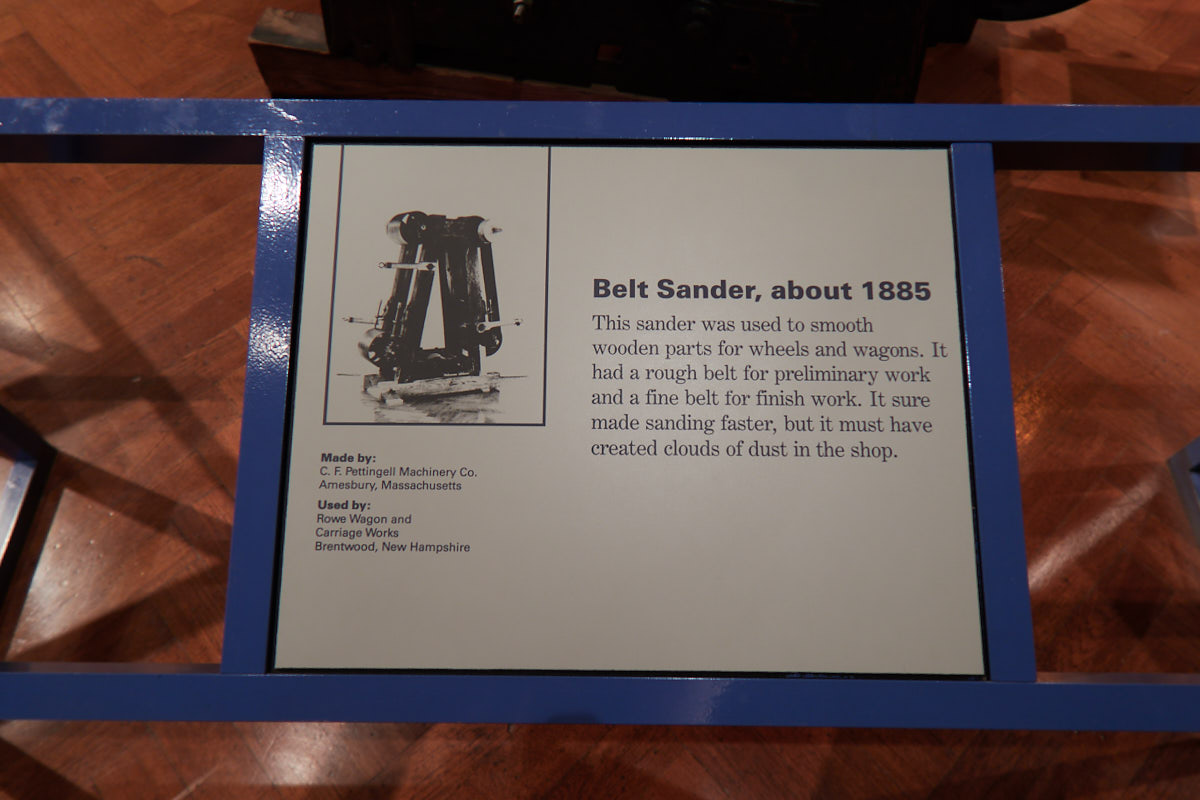 Belt Sander, about 1885
This sander was used to smooth
wooden parts for wheels and wagons. It
had a rough belt for preliminary work
and a fine belt for finish work. It sure
made sanding faster, but it must have
created clouds of dust in the shop.
Made by:
C. F. Pettingell Machinery Co.
Amesbury, Massachusetts
Used by:
Rowe Wagon and
Carriage Works
Brentwood, New Hampshire